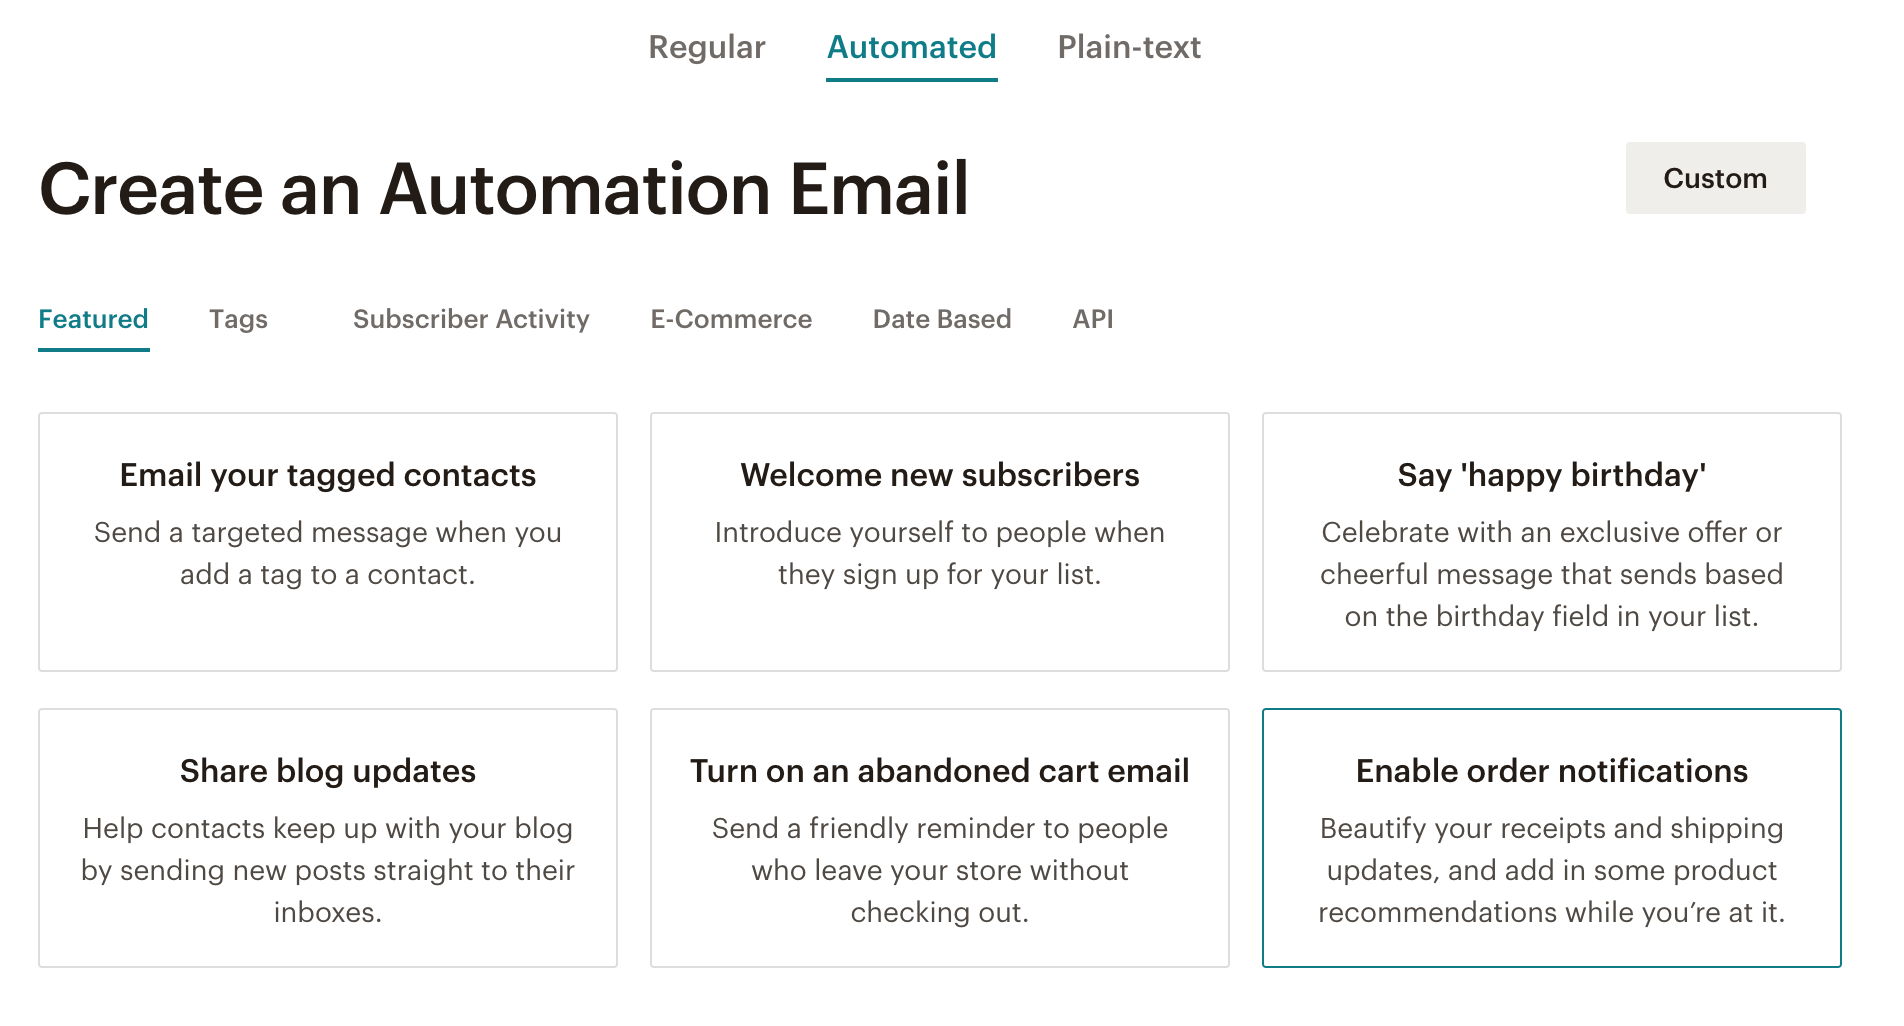 Regular Automated Plain-text
Create an Automation Email
Custom
Featured Tags Subscriber Activity E-Commerce Date Based API
Email your tagged contacts
Send a targeted message when you
add a tag to a contact.
Welcome new subscribers
Introduce yourself to people when
they sign up for your list.
Say 'happy birthday'
Celebrate with an exclusive offer or
cheerful message that sends based
on the birthday field in your list.
Share blog updates
Help contacts keep up with your blog
by sending new posts straight to their
inboxes.
Turn on an abandoned cart email
Send a friendly reminder to people
who leave your store without
checking out.
Enable order notifications
Beautify your receipts and shipping
updates, and add in some product
recommendations while you’re at it.